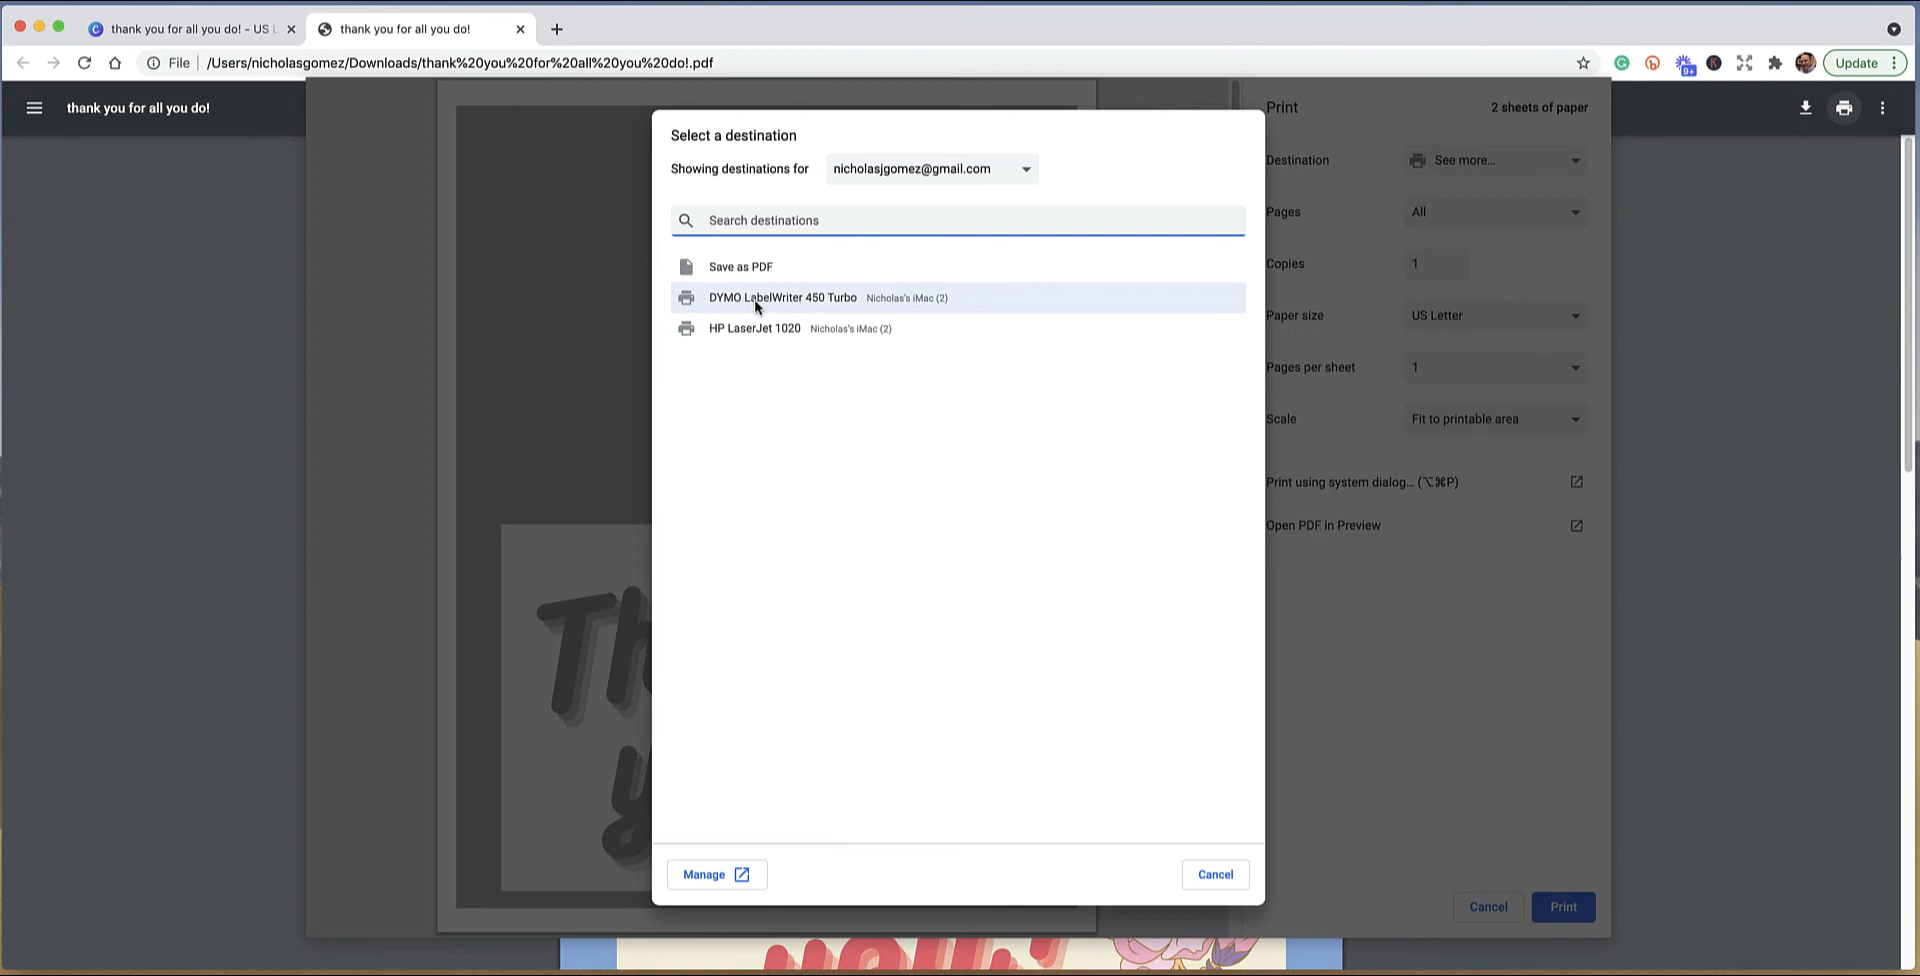 thank you for all you do! - US
thank you for all you do!
File
/Users/nicholasgomez/Downloads/thank%20you%20for%20all%20you%20do!.pdf
9+
Update
thank you for all you do!
Print
2 sheets of paper
Select a destination
Showing destinations for
nicholasjgomez@gmail.com
Search destinations
Save as PDF
DYMO LabelWriter 450 Turbo Nicholas's iMac (2)
HP LaserJet 1020 Nicholas's iMac (2)
Manage
Cancel
Destination
See more...
Pages
All
Copies
1
Paper size
US Letter
Pages per sheet
1
Scale
Fit to printable area
Print using system dialog... (⌥⌘P)
Open PDF in Preview
Cancel
Print
Th
y